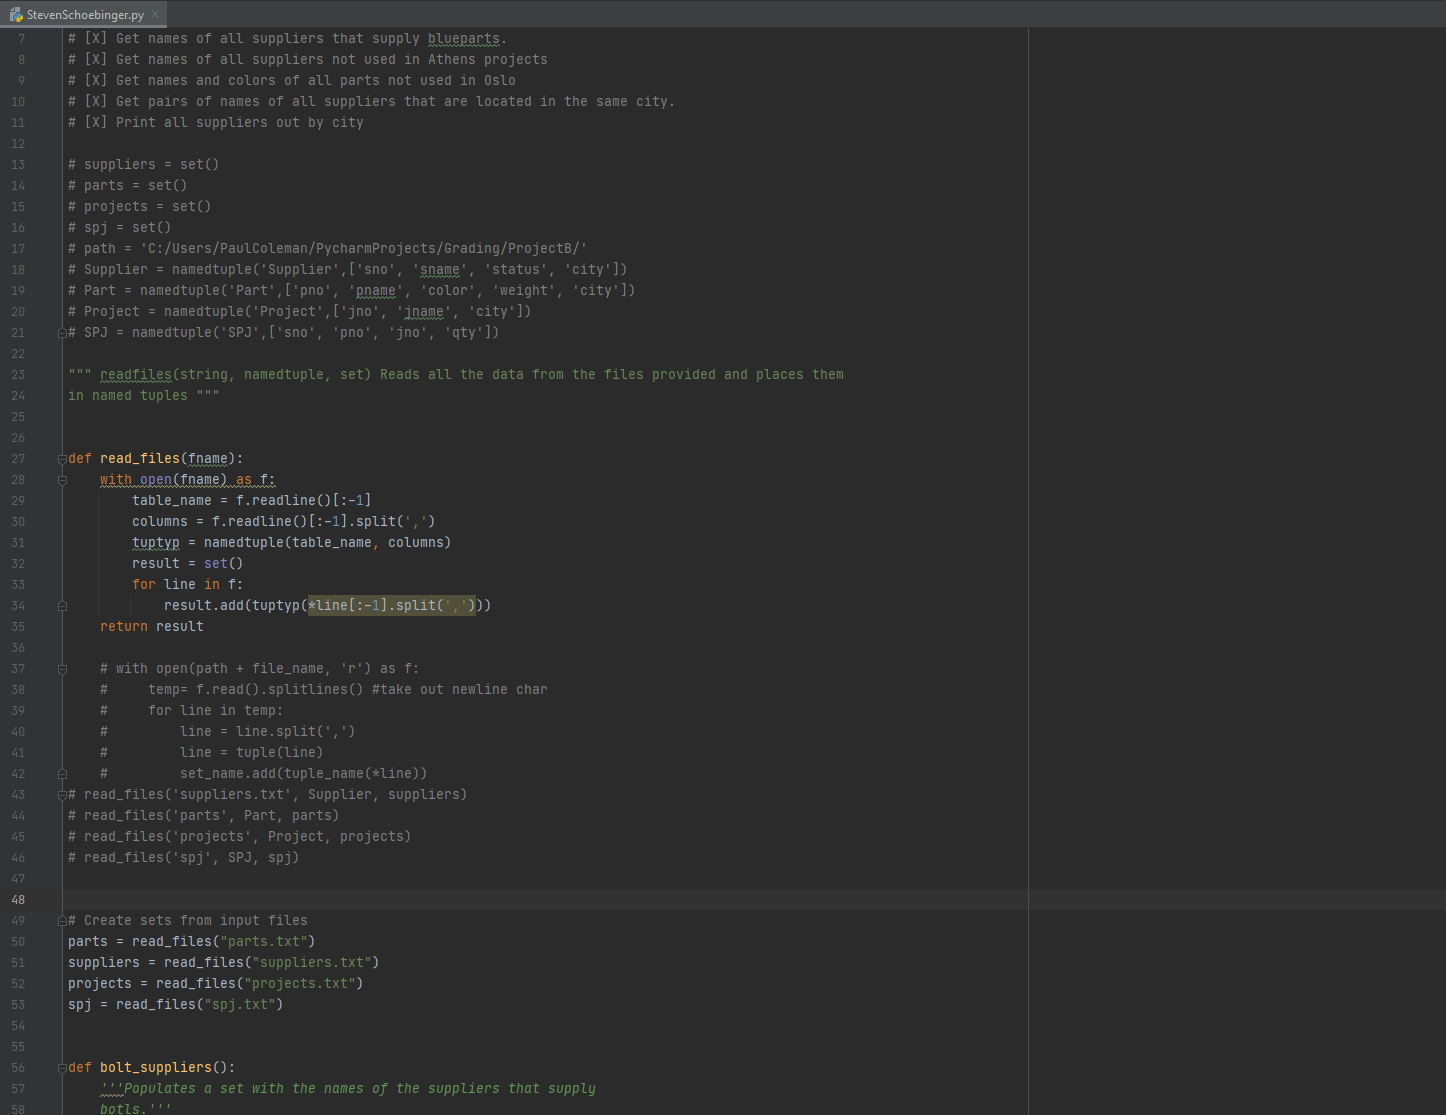 StevenSchoebinger.py
7 # [X] Get names of all suppliers that supply blueparts.
8 # [X] Get names of all suppliers not used in Athens projects
9 # [X] Get names and colors of all parts not used in Oslo
10 # [X] Get pairs of names of all suppliers that are located in the same city.
11 # [X] Print all suppliers out by city
12
13 # suppliers = set()
14 # parts = set()
15 # projects = set()
16 # spj = set()
17 # path = 'C:/Users/PaulColeman/PycharmProjects/Grading/ProjectB/'
18 # Supplier = namedtuple('Supplier',['sno', 'sname', 'status', 'city'])
19 # Part = namedtuple('Part',['pno', 'pname', 'color', 'weight', 'city'])
20 # Project = namedtuple('Project',['jno', 'jname', 'city'])
21 # SPJ = namedtuple('SPJ',['sno', 'pno', 'jno', 'qty'])
22
23 """ readfiles(string, namedtuple, set) Reads all the data from the files provided and places them
24 in named tuples """
25
26
27 def read_files(fname):
28     with open(fname) as f:
29         table_name = f.readline()[:-1]
30         columns = f.readline()[:-1].split(',')
31         tuptyp = namedtuple(table_name, columns)
32         result = set()
33         for line in f:
34             result.add(tuptyp(*line[:-1].split(',')))
35     return result
36
37     # with open(path + file_name, 'r') as f:
38     #     temp= f.read().splitlines() #take out newline char
39     #     for line in temp:
40     #         line = line.split(',')
41     #         line = tuple(line)
42     #         set_name.add(tuple_name(*line))
43 # read_files('suppliers.txt', Supplier, suppliers)
44 # read_files('parts', Part, parts)
45 # read_files('projects', Project, projects)
46 # read_files('spj', SPJ, spj)
47
48
49 # Create sets from input files
50 parts = read_files("parts.txt")
51 suppliers = read_files("suppliers.txt")
52 projects = read_files("projects.txt")
53 spj = read_files("spj.txt")
54
55
56 def bolt_suppliers():
57     '''Populates a set with the names of the suppliers that supply
58     botls.'''